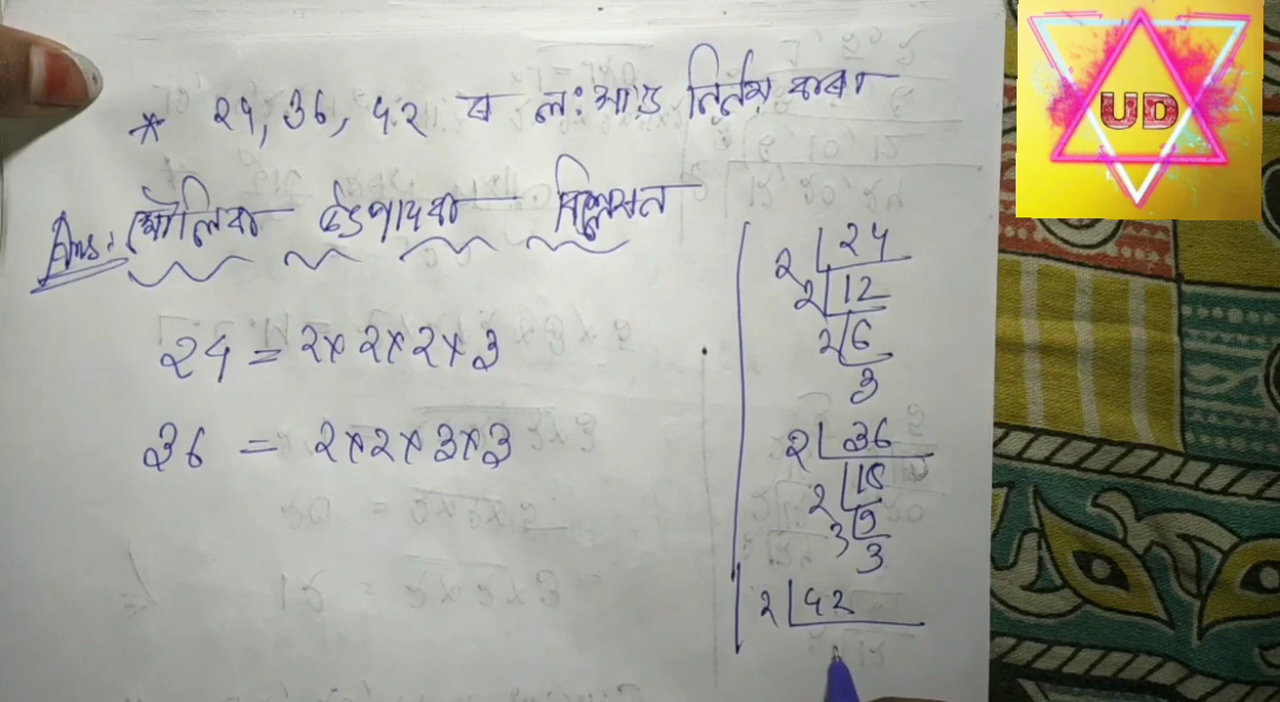 * 24, 36, 42 ৰ ল:সা:গু নিৰ্ণয় কৰা
Ans: মৌলিক উৎপাদক বিশ্লেষন
24 = 2×2×2×3
36 = 2×2×3×3
2 24
2 12
2 6
3
2 36
2 18
3 9
3
2 42
UD